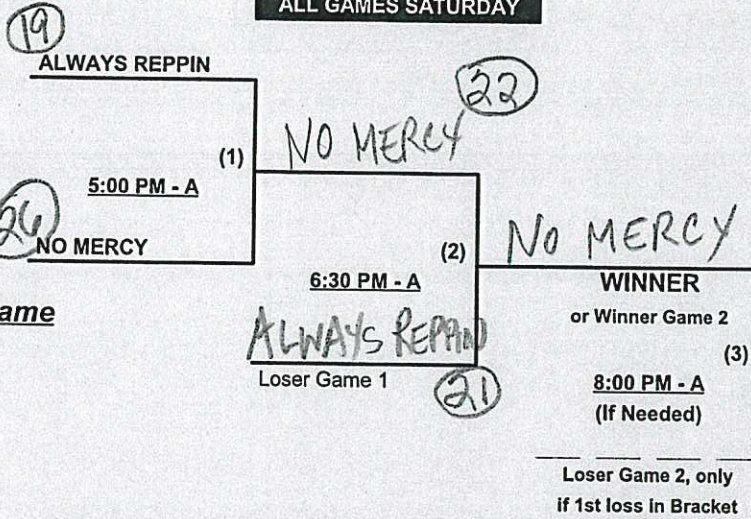 ALL GAMES SATURDAY
19
ALWAYS REPPIN
22
NO MERCY
(1)
5:00 PM - A
26
NO MERCY
(2)
NO MERCY
6:30 PM - A
WINNER
or Winner Game 2
ame
ALWAYS REPPIN
(3)
Loser Game 1
21
8:00 PM - A
(If Needed)
Loser Game 2, only
if 1st loss in Bracket